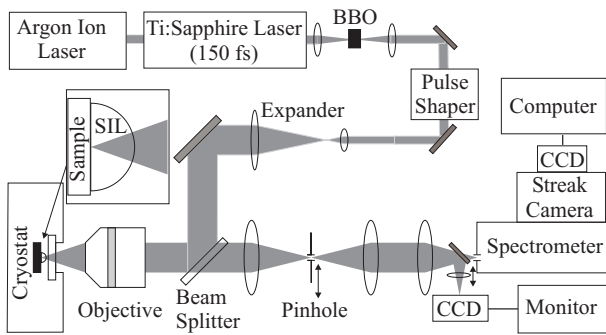 Argon Ion
Laser
Ti:Sapphire Laser
(150 fs)
BBO
Pulse
Shaper
Computer
CCD
Streak
Camera
Spectrometer
Expander
Sample
SIL
Cryostat
Objective
Beam
Splitter
Pinhole
CCD
Monitor